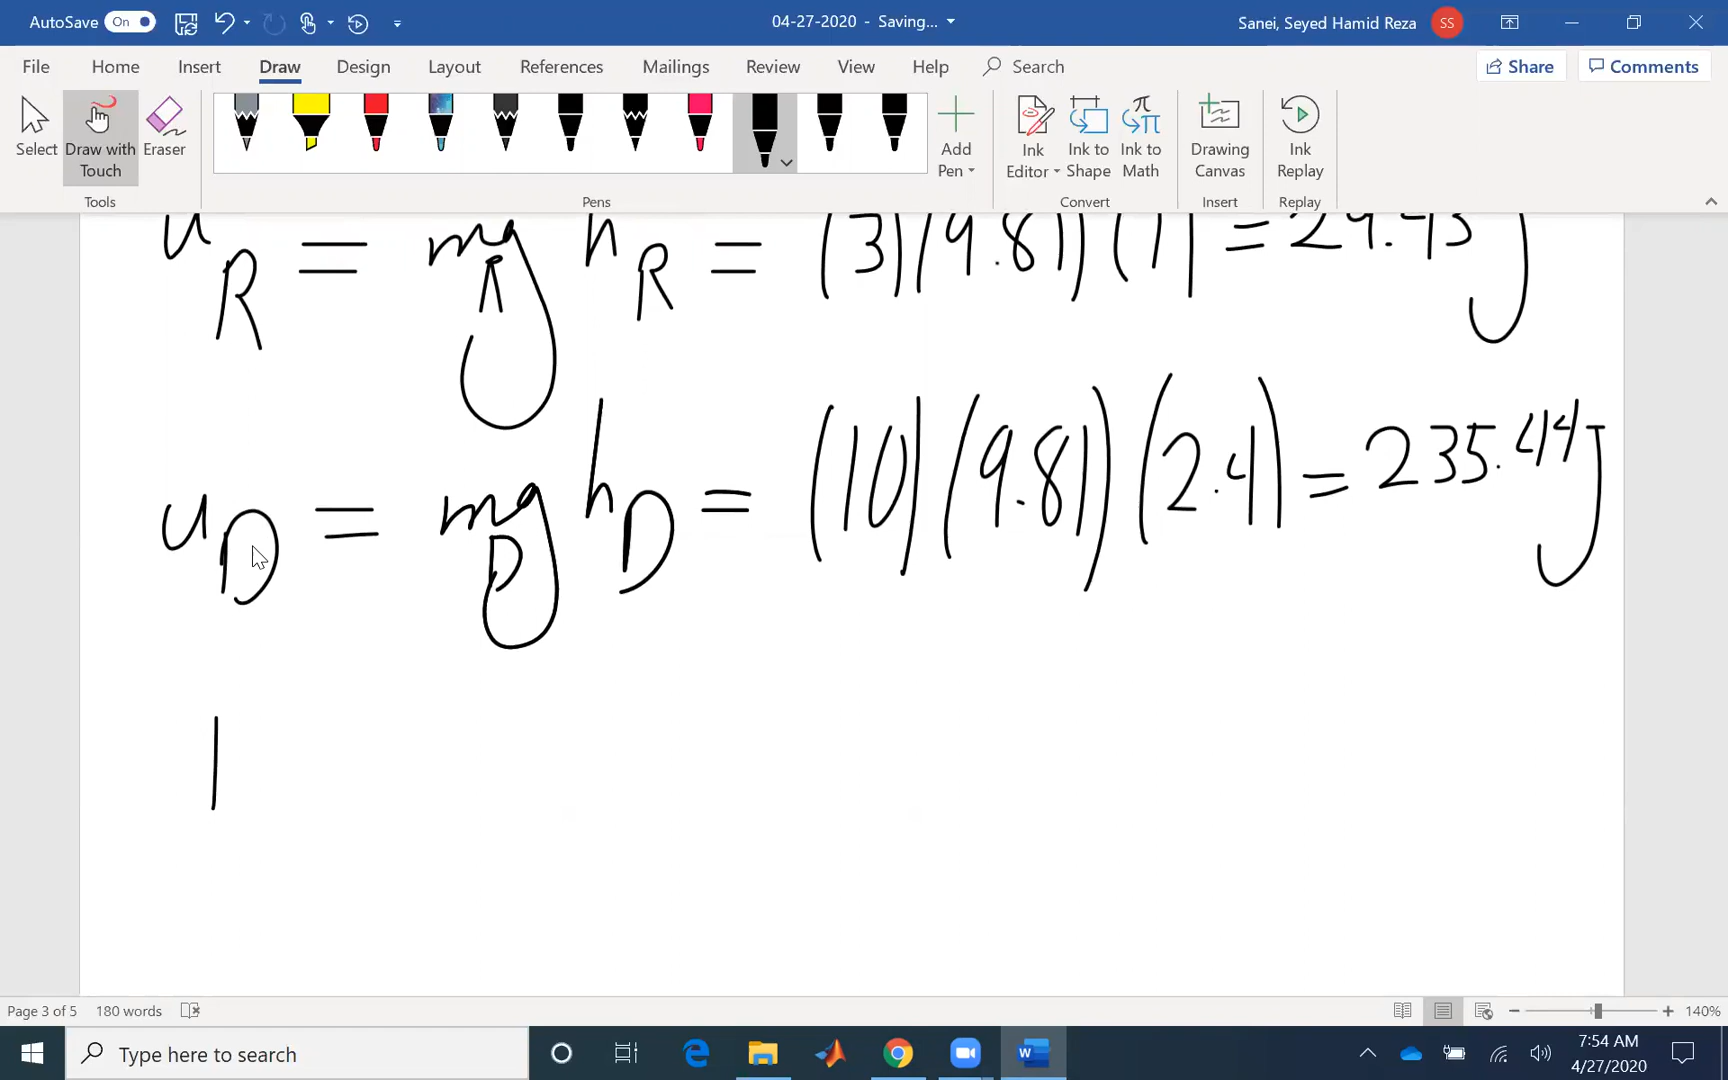 AutoSave On 04-27-2020 - Saving... Sanei, Seyed Hamid Reza SS
File Home Insert Draw Design Layout References Mailings Review View Help Search Share Comments
Select Draw with Touch Eraser Add Pen Ink Editor Ink to Shape Ink to Math Drawing Canvas Ink Replay
Tools Pens Convert Insert Replay
u_R = m_R g h_R = (3)(9.81)(1) = 29.43 J
u_D = m_D g h_D = (10)(9.81)(2.4) = 235.44 J
Page 3 of 5 180 words 140%
Type here to search 7:54 AM
4/27/2020